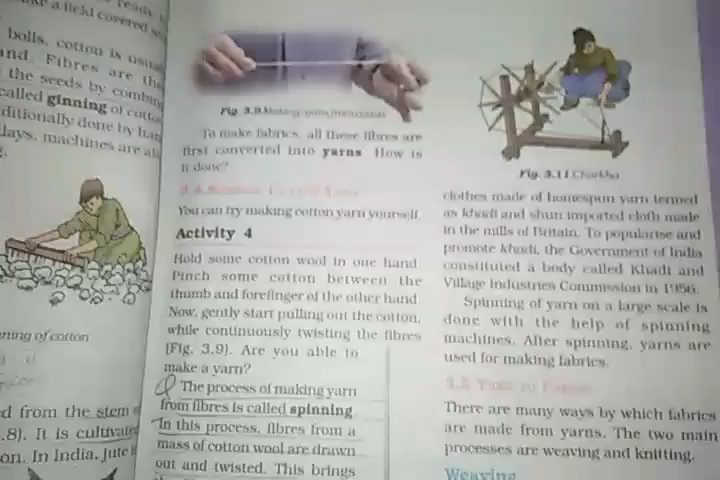 bolls, cotton is
Fibres are the
the seeds by
called ginning of
ditionally done by
days, machines are
ning of cotton
ed from the stem
.8). It is cultivated
on. In India, jute
Fig. 3.9 Making yarn from cotton
To make fabrics, all these fibres are
first converted into yarns. How is
it done?
You can try making cotton yarn yourself.
Activity 4
Hold some cotton wool in one hand.
Pinch some cotton between the
thumb and forefinger of the other hand.
Now, gently start pulling out the cotton,
while continuously twisting the fibres
(Fig. 3.9). Are you able to
make a yarn?
The process of making yarn
from fibres is called spinning.
In this process, fibres from a
mass of cotton wool are drawn
out and twisted. This brings
Fig. 3.11 Charkha
clothes made of homespun yarn termed
as khadi and shun imported cloth made
in the mills of Britain. To popularise and
promote khadi, the Government of India
constituted a body called Khadi and
Village Industries Commission in 1956.
Spinning of yarn on a large scale is
done with the help of spinning
machines. After spinning, yarns are
used for making fabrics.
3.5 Yarn to Fabric
There are many ways by which fabrics
are made from yarns. The two main
processes are weaving and knitting.
Weaving